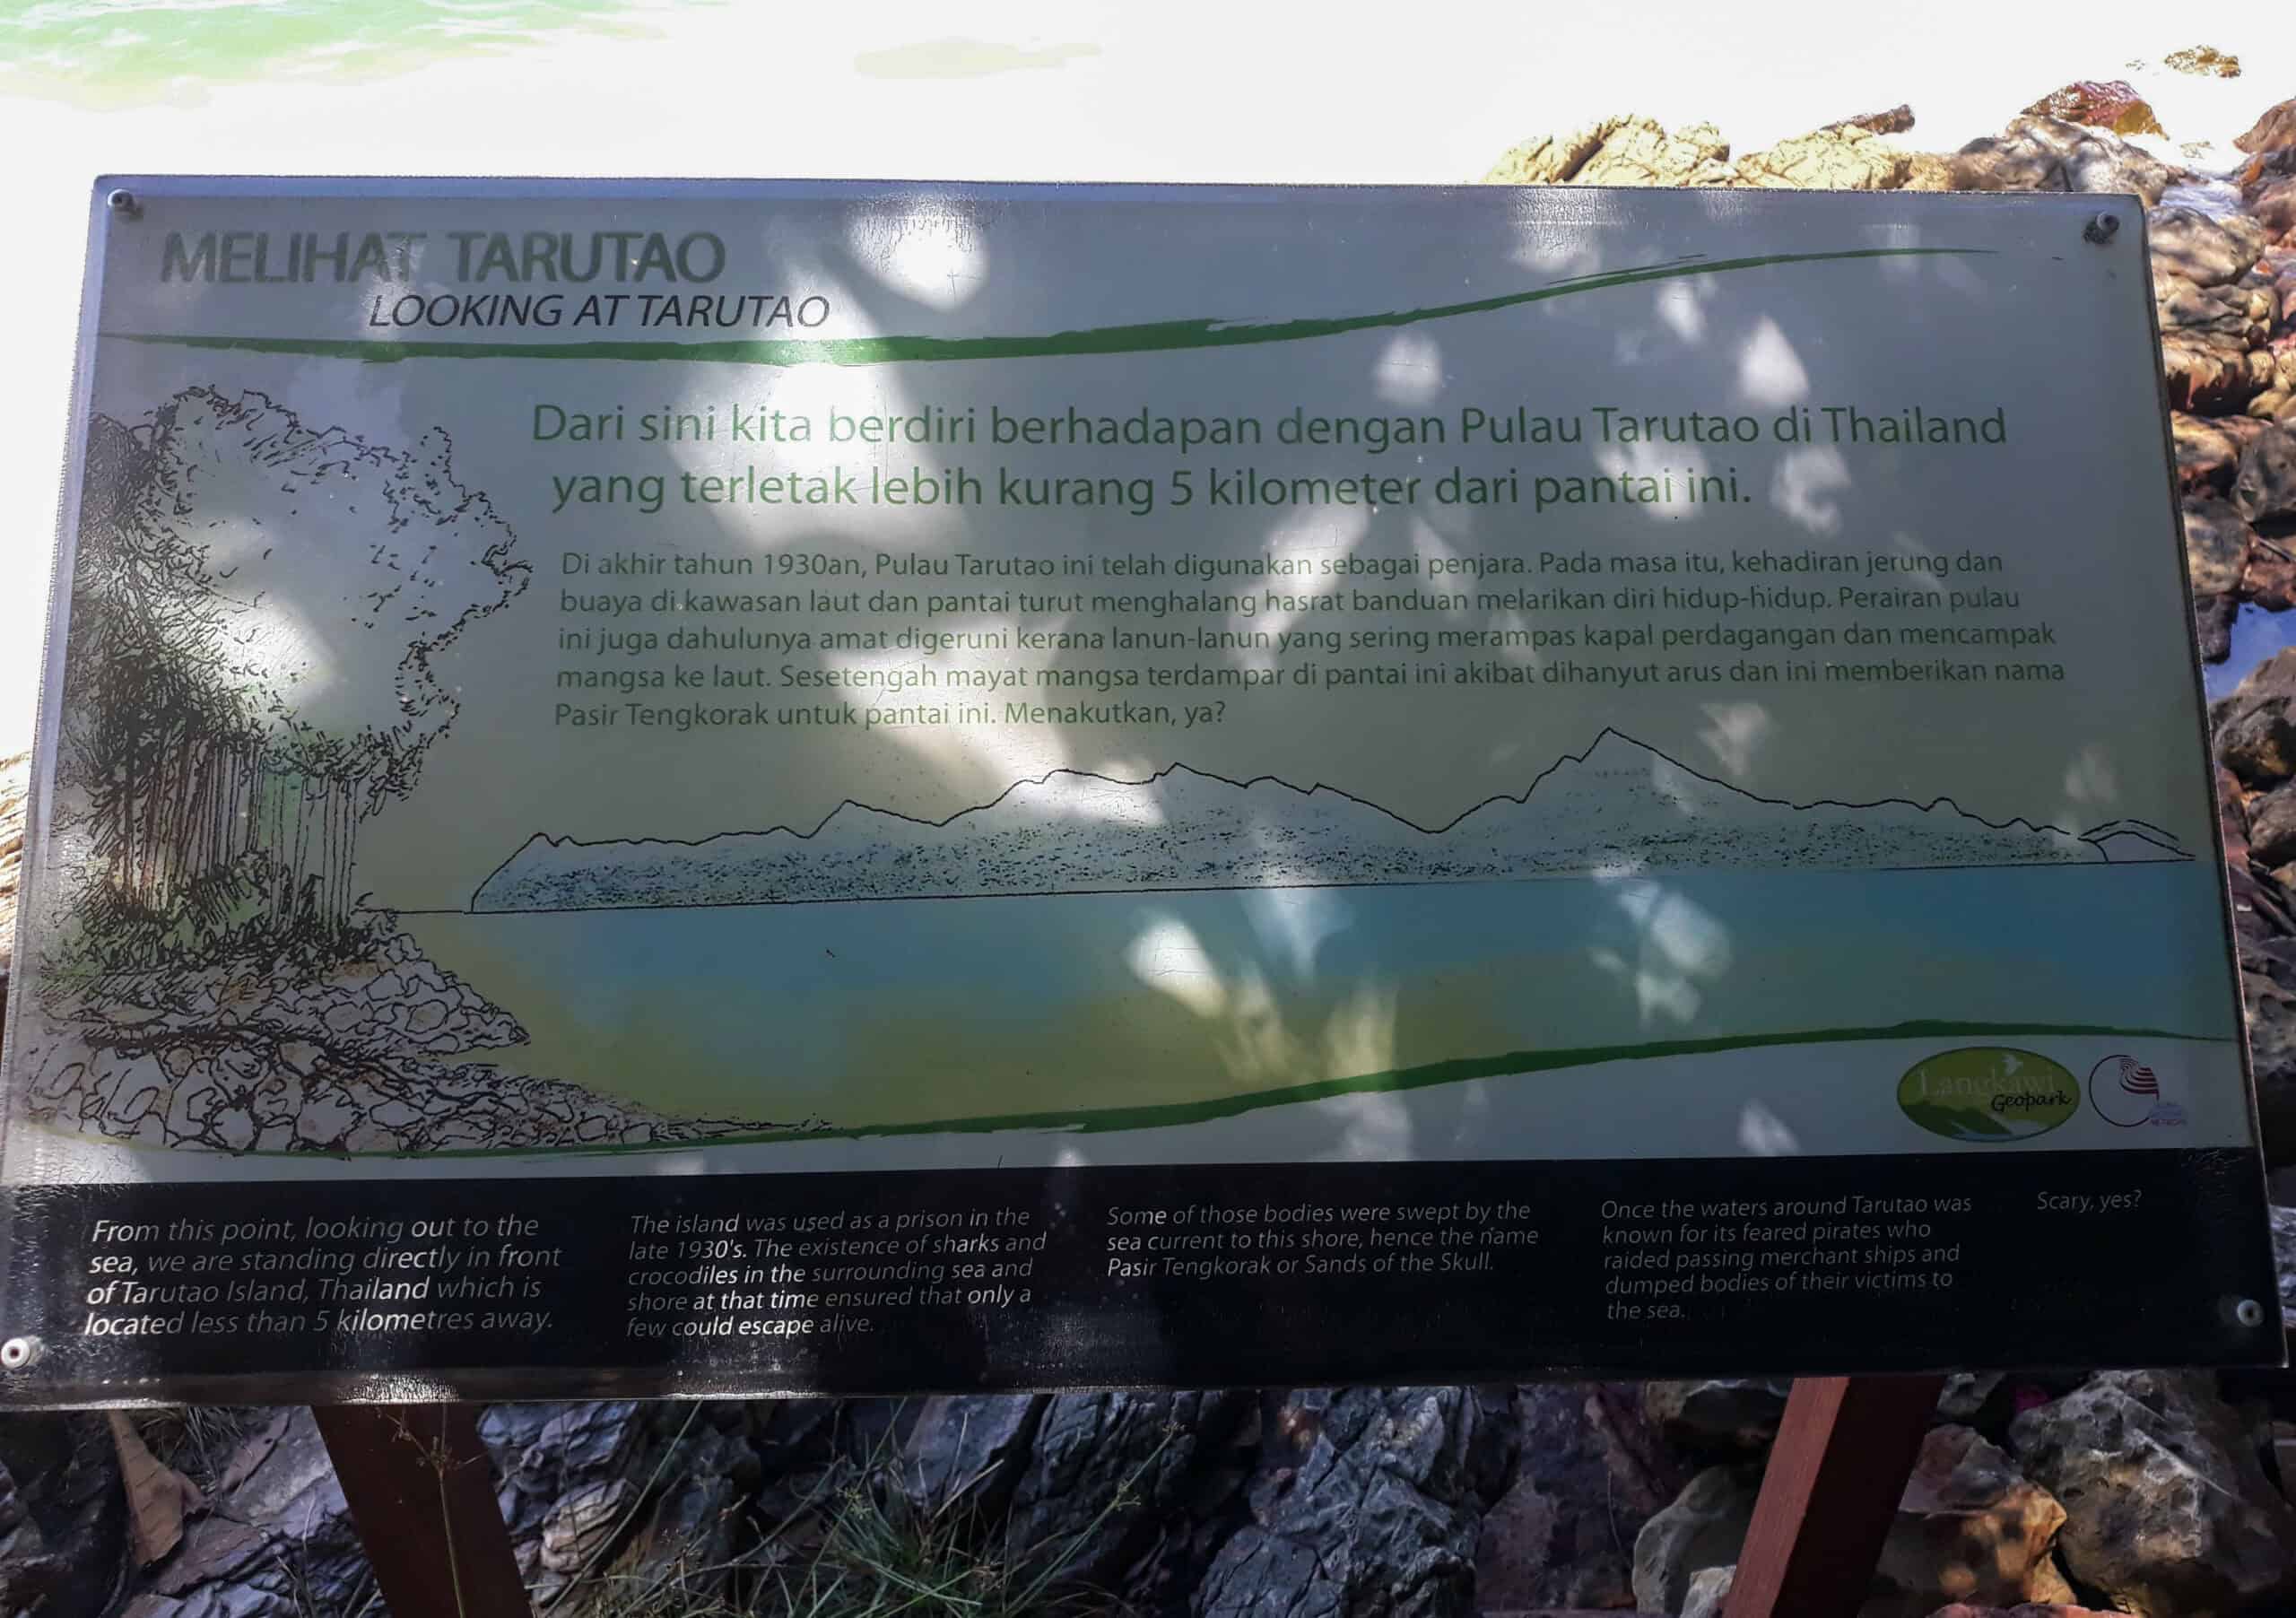 MELIHAT TARUTAO
LOOKING AT TARUTAO
Dari sini kita berdiri berhadapan dengan Pulau Tarutao di Thailand
yang terletak lebih kurang 5 kilometer dari pantai ini.
Di akhir tahun 1930an, Pulau Tarutao ini telah digunakan sebagai penjara. Pada masa itu, kehadiran jerung dan
buaya di kawasan laut dan pantai turut menghalang hasrat banduan melarikan diri hidup-hidup. Perairan pulau
ini juga dahulunya amat digeruni kerana lanun-lanun yang sering merampas kapal perdagangan dan mencampak
mangsa ke laut. Sesetengah mayat mangsa terdampar di pantai ini akibat dihanyut arus dan ini memberikan nama
Pasir Tengkorak untuk pantai ini. Menakutkan, ya?
Langkawi
Geopark
From this point, looking out to the
sea, we are standing directly in front
of Tarutao Island, Thailand which is
located less than 5 kilometres away.
The island was used as a prison in the
late 1930's. The existence of sharks and
crocodiles in the surrounding sea and
shore at that time ensured that only a
few could escape alive.
Some of those bodies were swept by the
sea current to this shore, hence the name
Pasir Tengkorak or Sands of the Skull.
Once the waters around Tarutao was
known for its feared pirates who
raided passing merchant ships and
dumped bodies of their victims to
the sea.
Scary, yes?